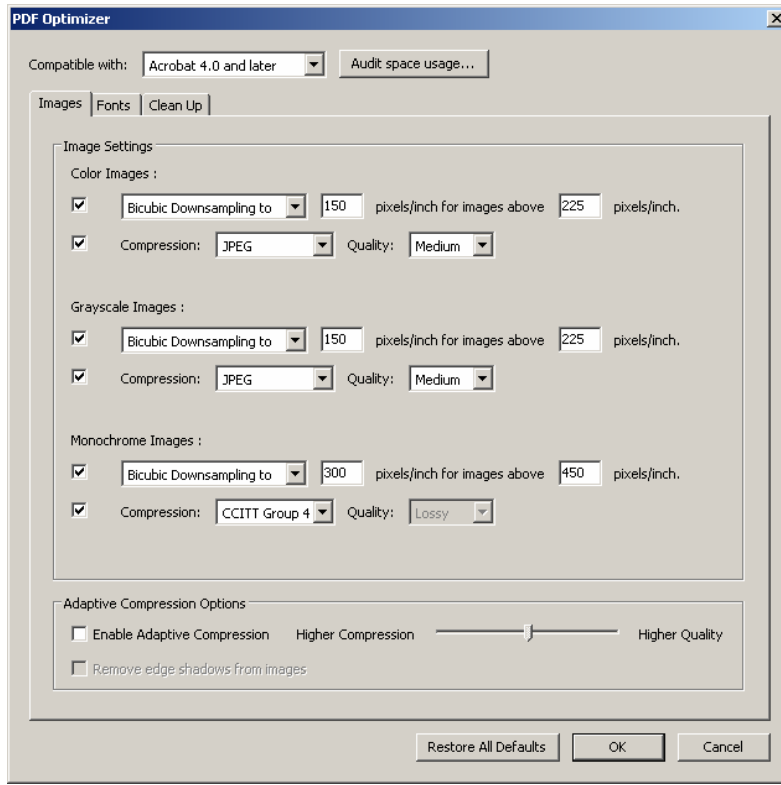 PDF Optimizer
Compatible with: Acrobat 4.0 and later Audit space usage...
Images Fonts Clean Up
Image Settings
Color Images :
Bicubic Downsampling to 150 pixels/inch for images above 225 pixels/inch.
Compression: JPEG Quality: Medium
Grayscale Images :
Bicubic Downsampling to 150 pixels/inch for images above 225 pixels/inch.
Compression: JPEG Quality: Medium
Monochrome Images :
Bicubic Downsampling to 300 pixels/inch for images above 450 pixels/inch.
Compression: CCITT Group 4 Quality: Lossy
Adaptive Compression Options
Enable Adaptive Compression Higher Compression Higher Quality
Remove edge shadows from images
Restore All Defaults OK Cancel